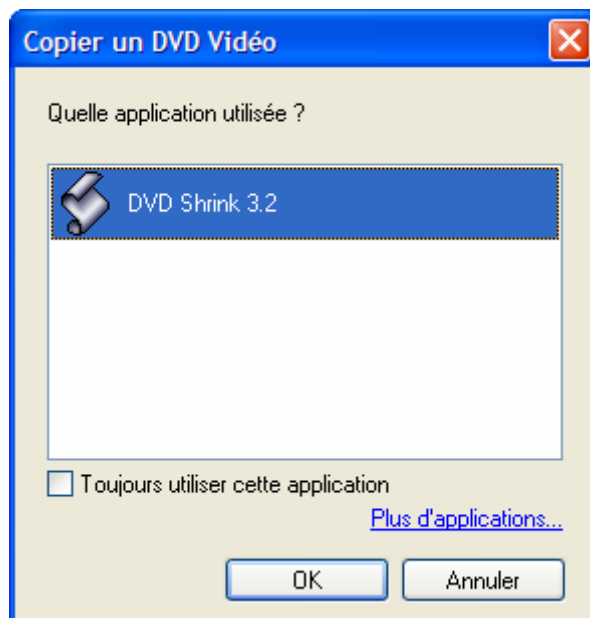 Copier un DVD Vidéo
Quelle application utilisée ?
DVD Shrink 3.2
Toujours utiliser cette application
Plus d'applications...
OK
Annuler